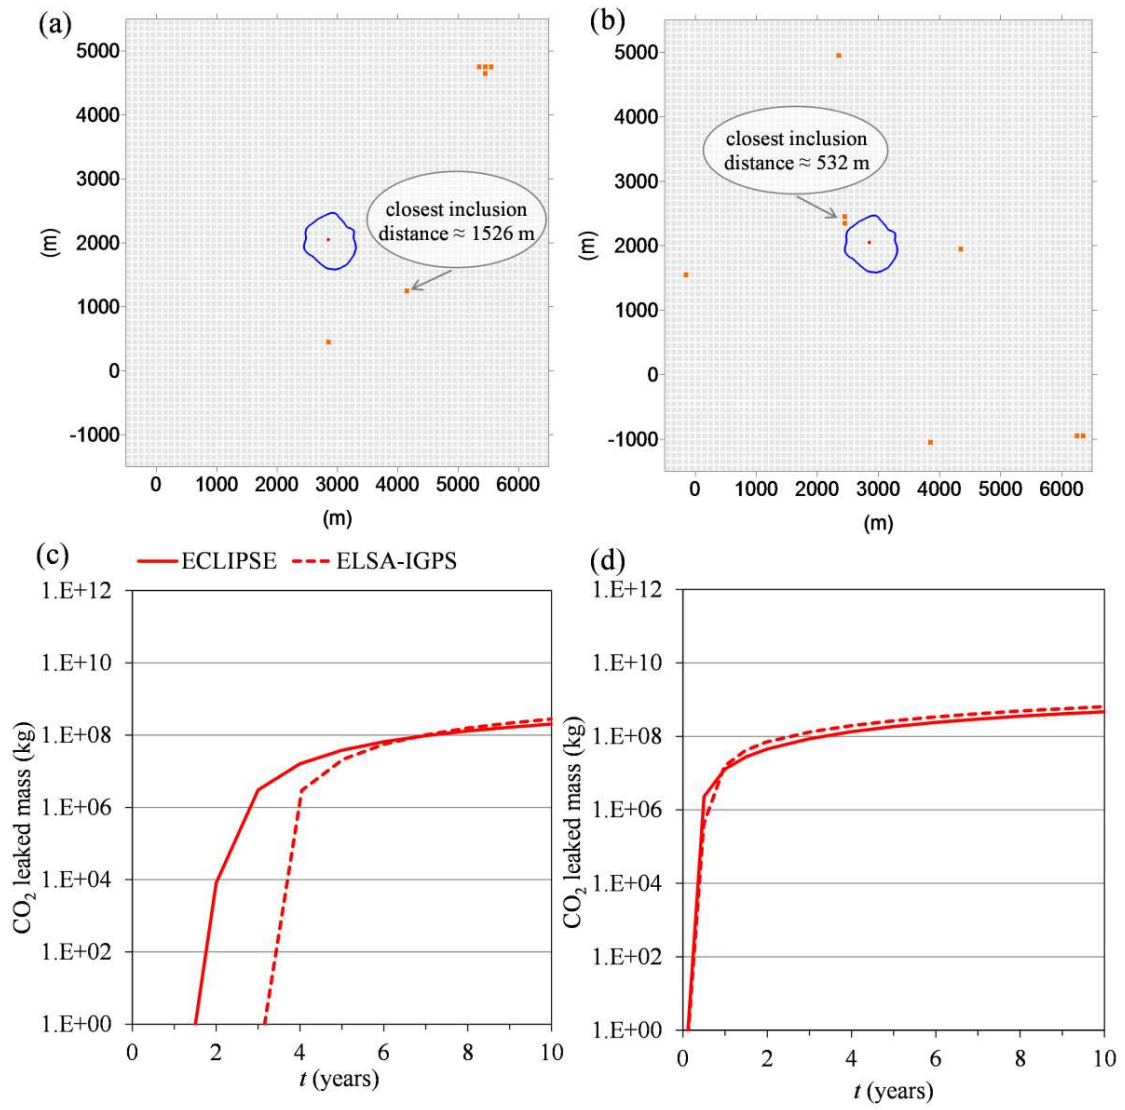 (a)
5000
4000
3000
2000
1000
0
-1000
(m)
closest inclusion
distance ≈ 1526 m
0 1000 2000 3000 4000 5000 6000
(m)
(b)
5000
4000
3000
2000
1000
0
-1000
(m)
closest inclusion
distance ≈ 532 m
0 1000 2000 3000 4000 5000 6000
(m)
(c)
ECLIPSE ELSA-IGPS
1.E+12
1.E+10
1.E+08
1.E+06
1.E+04
1.E+02
1.E+00
CO2 leaked mass (kg)
0 2 4 6 8 10
t (years)
(d)
1.E+12
1.E+10
1.E+08
1.E+06
1.E+04
1.E+02
1.E+00
CO2 leaked mass (kg)
0 2 4 6 8 10
t (years)